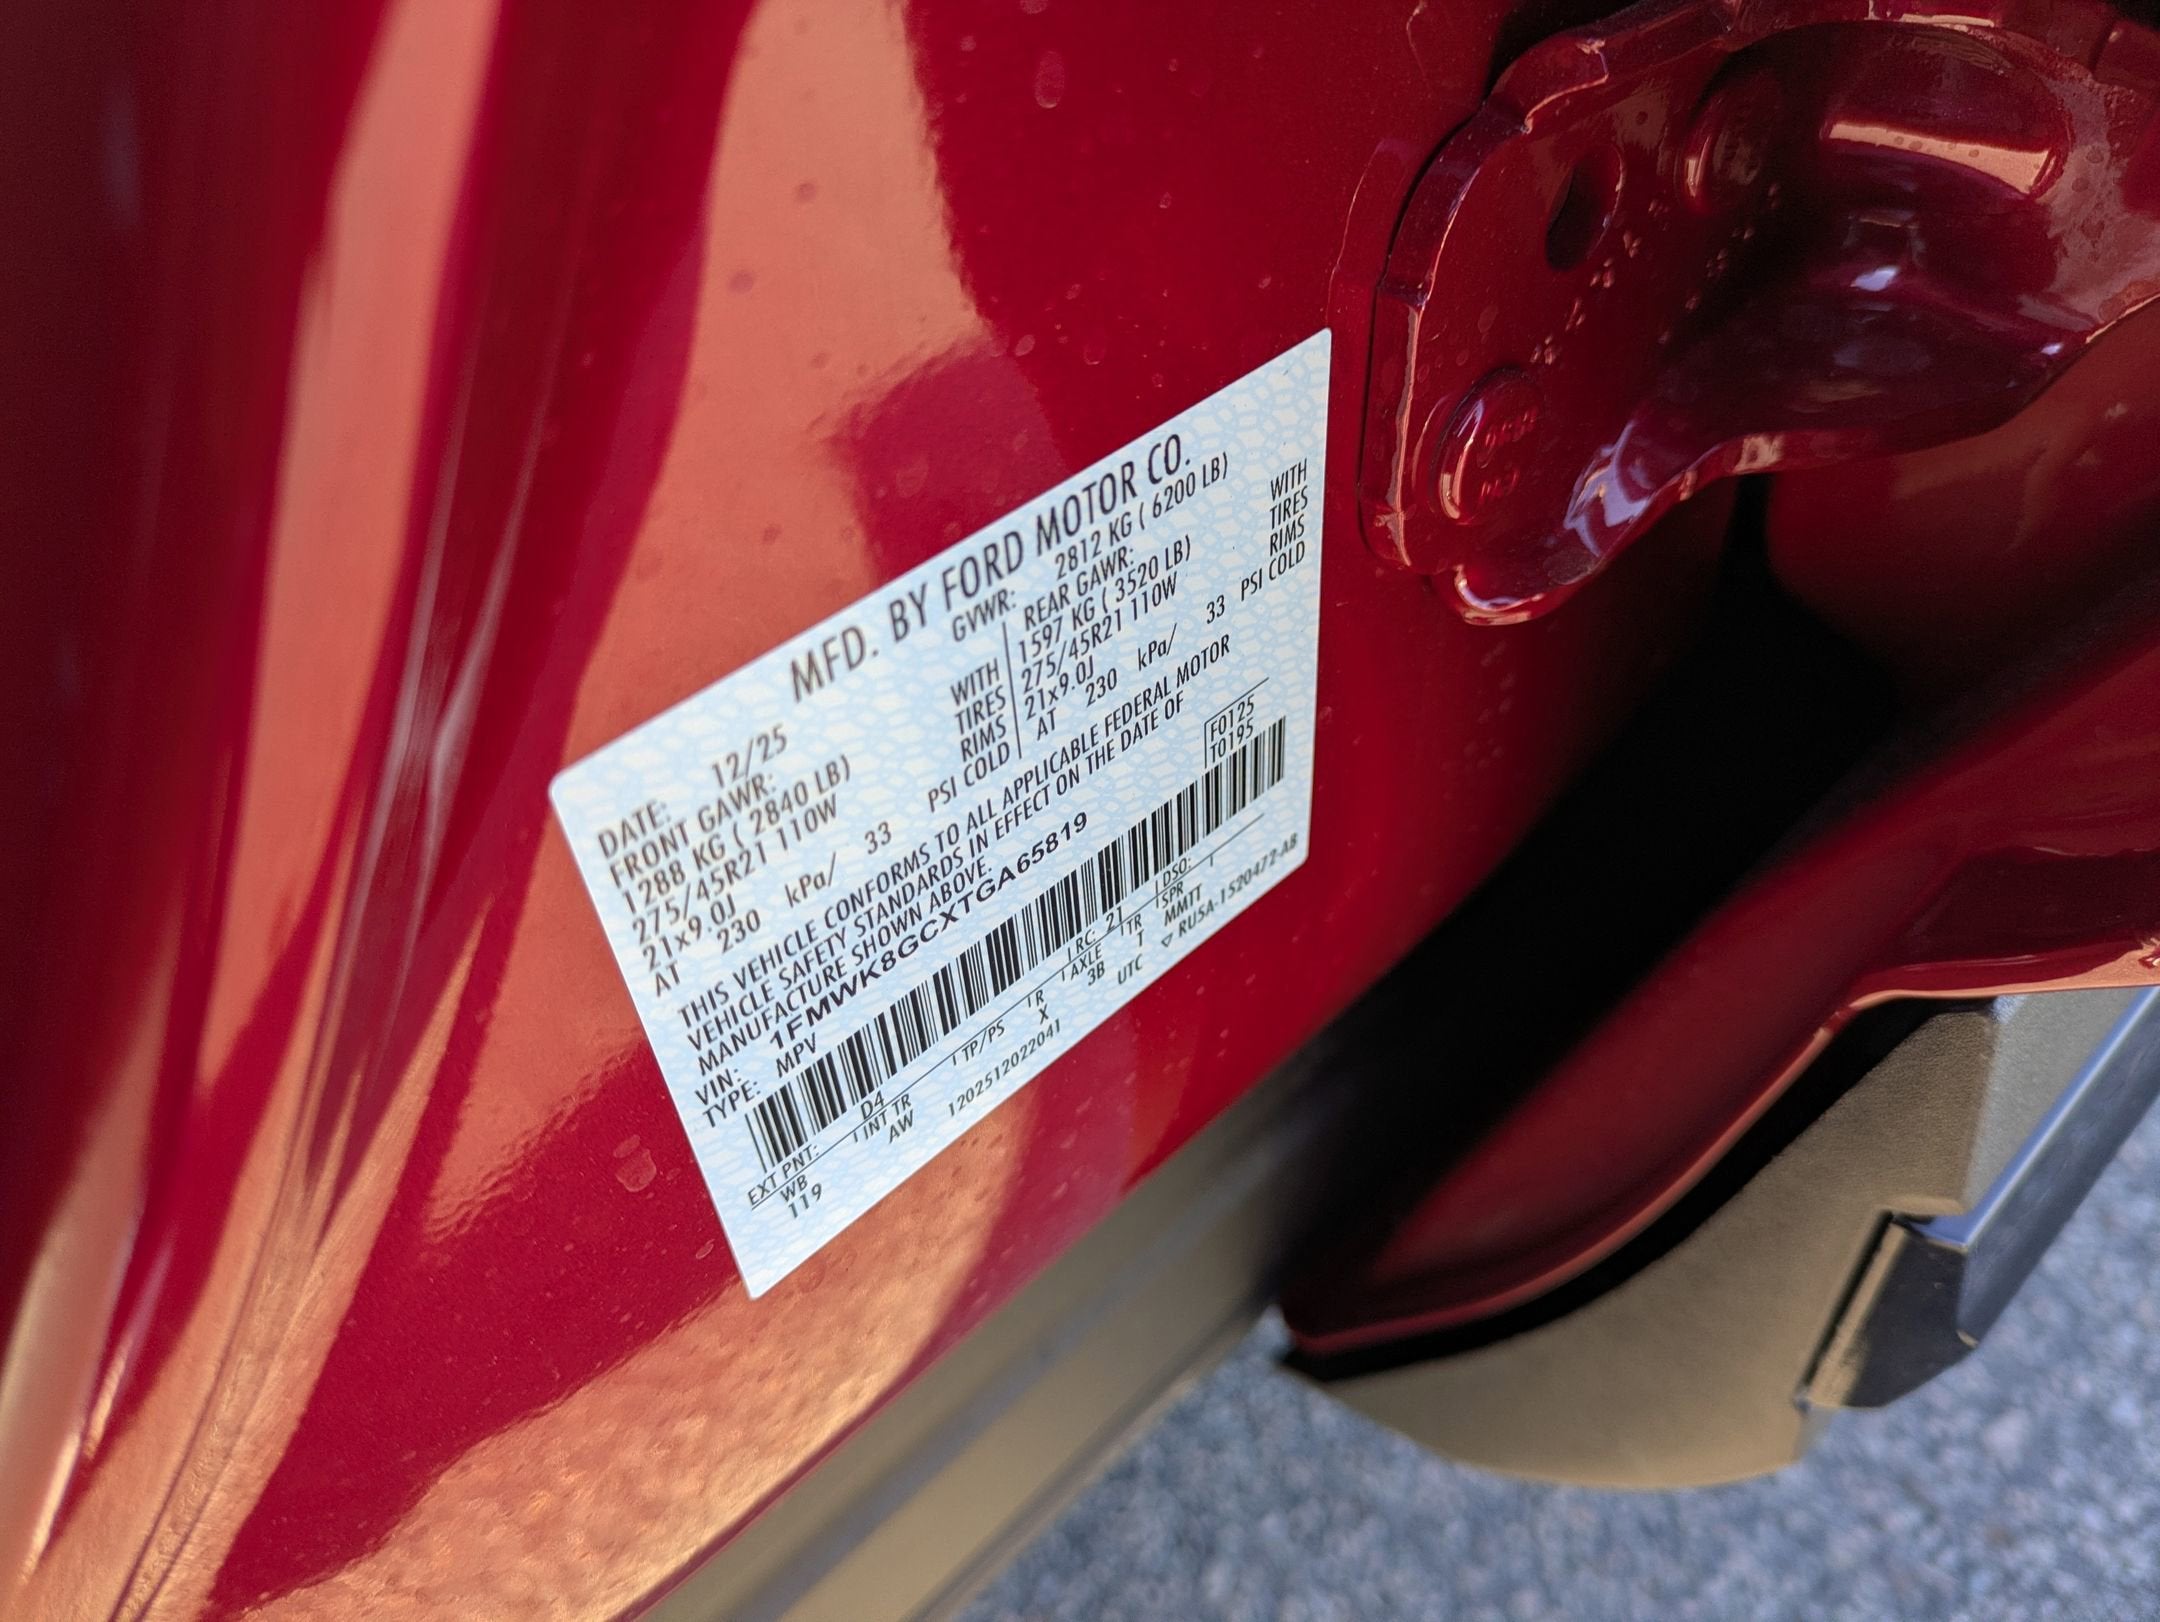 MFD. BY FORD MOTOR CO.
DATE: 12/25 GVWR: 2812 KG ( 6200 LB)
FRONT GAWR: REAR GAWR:
1288 KG ( 2840 LB) WITH 1597 KG ( 3520 LB) WITH
275/45R21 110W TIRES 275/45R21 110W TIRES
21x9.0J RIMS 21x9.0J RIMS
AT 230 kPa/ 33 PSI COLD AT 230 kPa/ 33 PSI COLD
THIS VEHICLE CONFORMS TO ALL APPLICABLE FEDERAL MOTOR
VEHICLE SAFETY STANDARDS IN EFFECT ON THE DATE OF
MANUFACTURE SHOWN ABOVE.
VIN: 1FMWK8GCXTGA65819 F0125
TYPE: MPV T0195
EXT PNT: D4 RC: 21 DSO:
WB INT TR TP/PS R AXLE TR SPR
119 AW X 3B T MMTT
1202512022041 UTC ▽ RU5A-1520472-AB